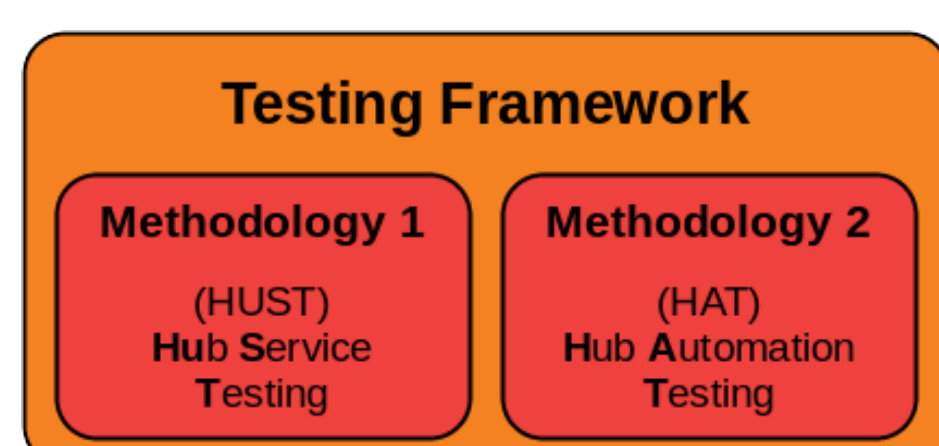 Testing Framework
Methodology 1
(HUST)
Hub Service
Testing
Methodology 2
(HAT)
Hub Automation
Testing